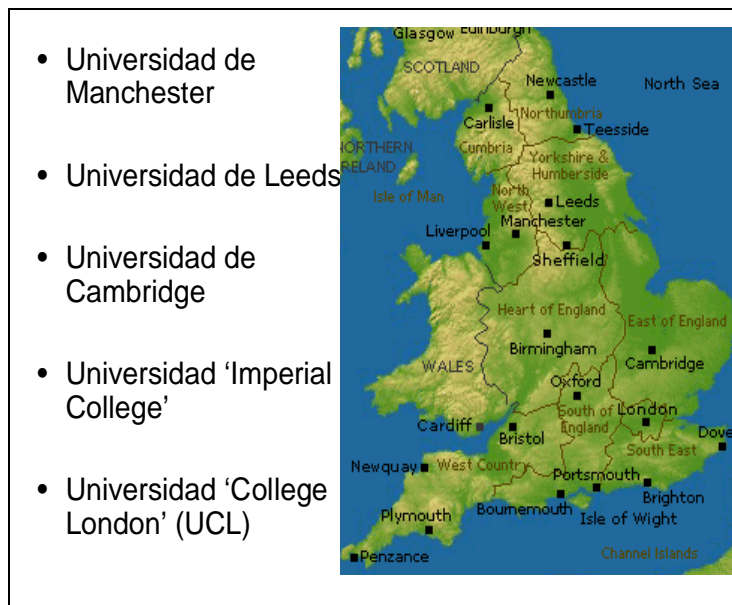 • Universidad de
Manchester
• Universidad de Leeds
• Universidad de
Cambridge
• Universidad ‘Imperial
College’
• Universidad ‘College
London’ (UCL)
Glasgow Edinburgh
SCOTLAND
Newcastle
North Sea
Carlisle
Northumbria
Teesside
NORTHERN
IRELAND
Cumbria
Yorkshire &
Humberside
Isle of Man
North
West
Leeds
Manchester
Liverpool
Sheffield
Heart of England
East of England
Birmingham
Cambridge
WALES
Oxford
Cardiff
Bristol
South of
England
London
Dove
South East
Newquay
West Country
Portsmouth
Brighton
Bournemouth
Isle of Wight
Plymouth
Channel Islands
Penzance